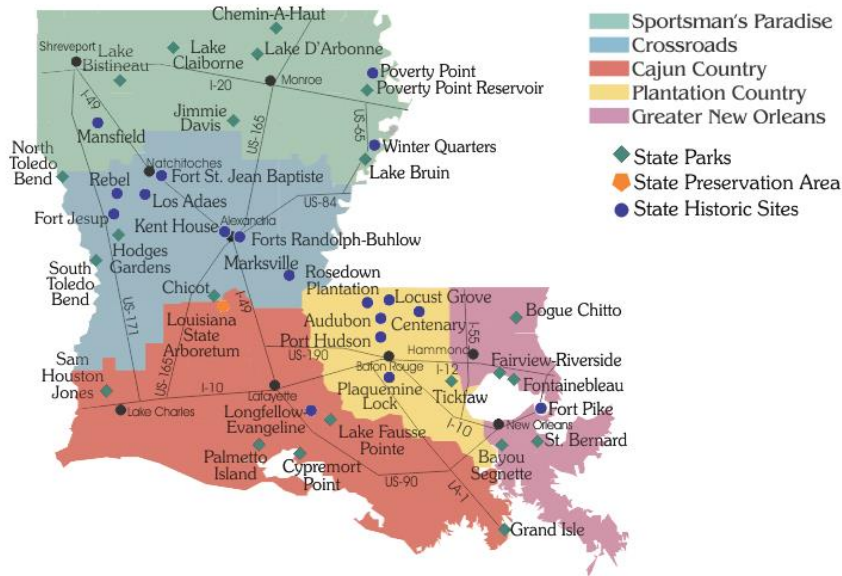 Chemin-A-Haut
Sportsman's Paradise
Crossroads
Cajun Country
Plantation Country
Greater New Orleans
State Parks
State Preservation Area
State Historic Sites
Shreveport
Lake
Bistineau
Lake
Claiborne
Lake D'Arbonne
Monroe
I-20
I-49
Poverty Point
Poverty Point Reservoir
Mansfield
Jimmie
Davis
US-165
US-65
Winter Quarters
Lake Bruin
North
Toledo
Bend
Natchitoches
Fort St. Jean Baptiste
Rebel
Los Adaes
US-84
Fort Jesup
Kent House
Alexandria
Forts Randolph-Buhlow
Hodges
Gardens
Marksville
South
Toledo
Bend
Chicot
I-49
Rosedown
Plantation
Locust Grove
Bogue Chitto
US-171
Louisiana
State
Arboretum
Audubon
Centenary
Port Hudson
I-55
US-190
Hammond
Fairview-Riverside
Baton Rouge
I-12
Fontainebleau
Sam
Houston
Jones
US-165
I-10
Lafayette
Plaquemine
Lock
Tickfaw
Fort Pike
Lake Charles
Longfellow-
Evangeline
Lake Fausse
Pointe
I-10
New Orleans
St. Bernard
Bayou
Segnette
Palmetto
Island
Cypremort
Point
US-90
LA-1
Grand Isle